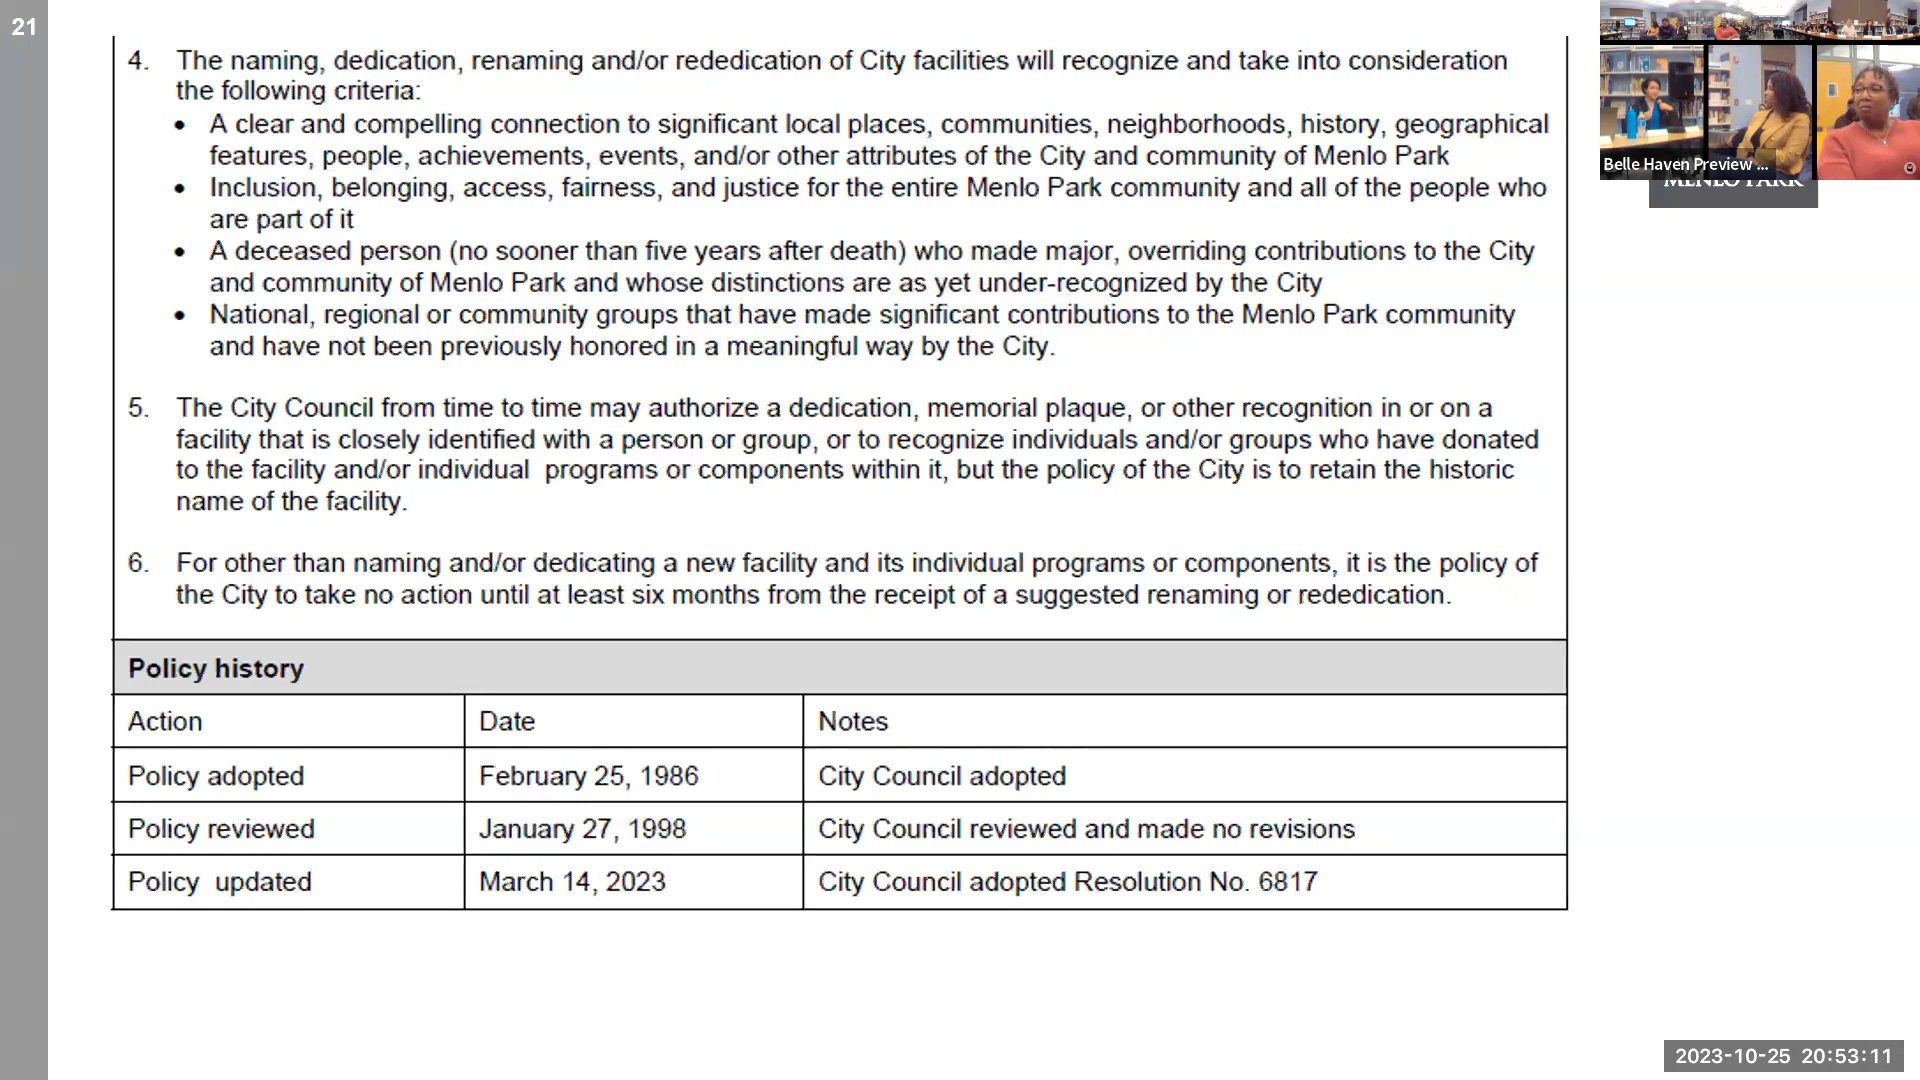 21
4. The naming, dedication, renaming and/or rededication of City facilities will recognize and take into consideration
the following criteria:
• A clear and compelling connection to significant local places, communities, neighborhoods, history, geographical
features, people, achievements, events, and/or other attributes of the City and community of Menlo Park
• Inclusion, belonging, access, fairness, and justice for the entire Menlo Park community and all of the people who
are part of it
• A deceased person (no sooner than five years after death) who made major, overriding contributions to the City
and community of Menlo Park and whose distinctions are as yet under-recognized by the City
• National, regional or community groups that have made significant contributions to the Menlo Park community
and have not been previously honored in a meaningful way by the City.
5. The City Council from time to time may authorize a dedication, memorial plaque, or other recognition in or on a
facility that is closely identified with a person or group, or to recognize individuals and/or groups who have donated
to the facility and/or individual programs or components within it, but the policy of the City is to retain the historic
name of the facility.
6. For other than naming and/or dedicating a new facility and its individual programs or components, it is the policy of
the City to take no action until at least six months from the receipt of a suggested renaming or rededication.
Policy history
Action Date Notes
Policy adopted February 25, 1986 City Council adopted
Policy reviewed January 27, 1998 City Council reviewed and made no revisions
Policy updated March 14, 2023 City Council adopted Resolution No. 6817
Belle Haven Preview ...
MENLO PARK
2023-10-25 20:53:11